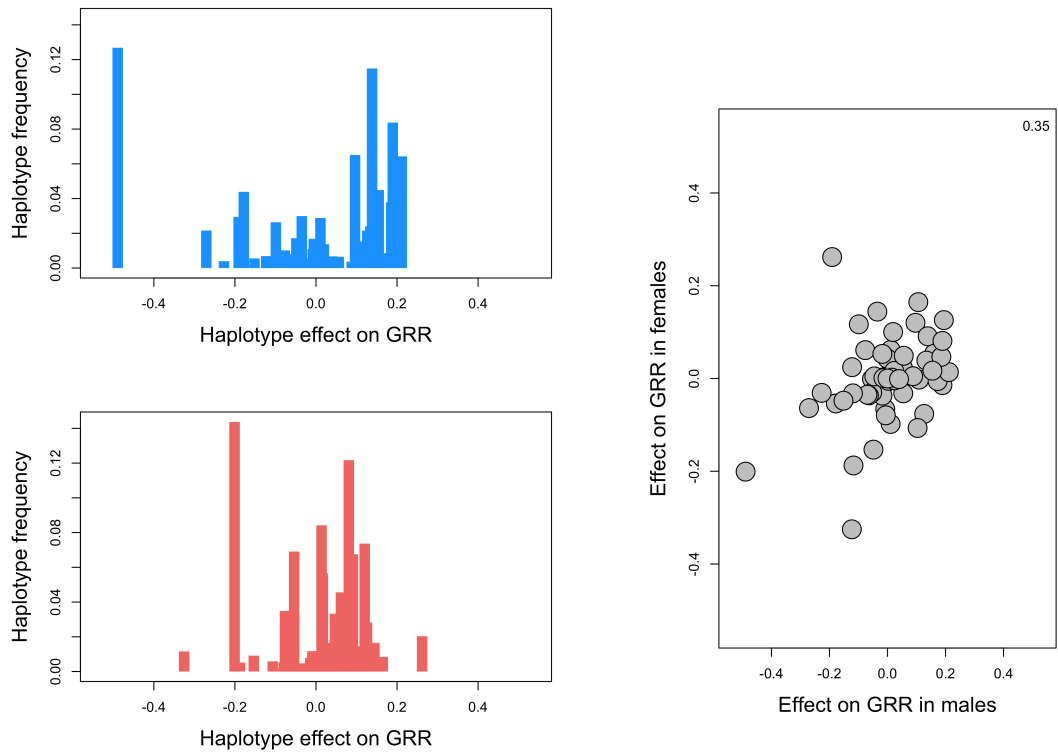 Haplotype frequency
0.12
0.08
0.04
0.00
-0.4 -0.2 0.0 0.2 0.4
Haplotype effect on GRR
Haplotype frequency
0.12
0.08
0.04
0.00
-0.4 -0.2 0.0 0.2 0.4
Haplotype effect on GRR
0.35
Effect on GRR in females
0.4
0.2
0.0
-0.2
-0.4
-0.4 -0.2 0.0 0.2 0.4
Effect on GRR in males